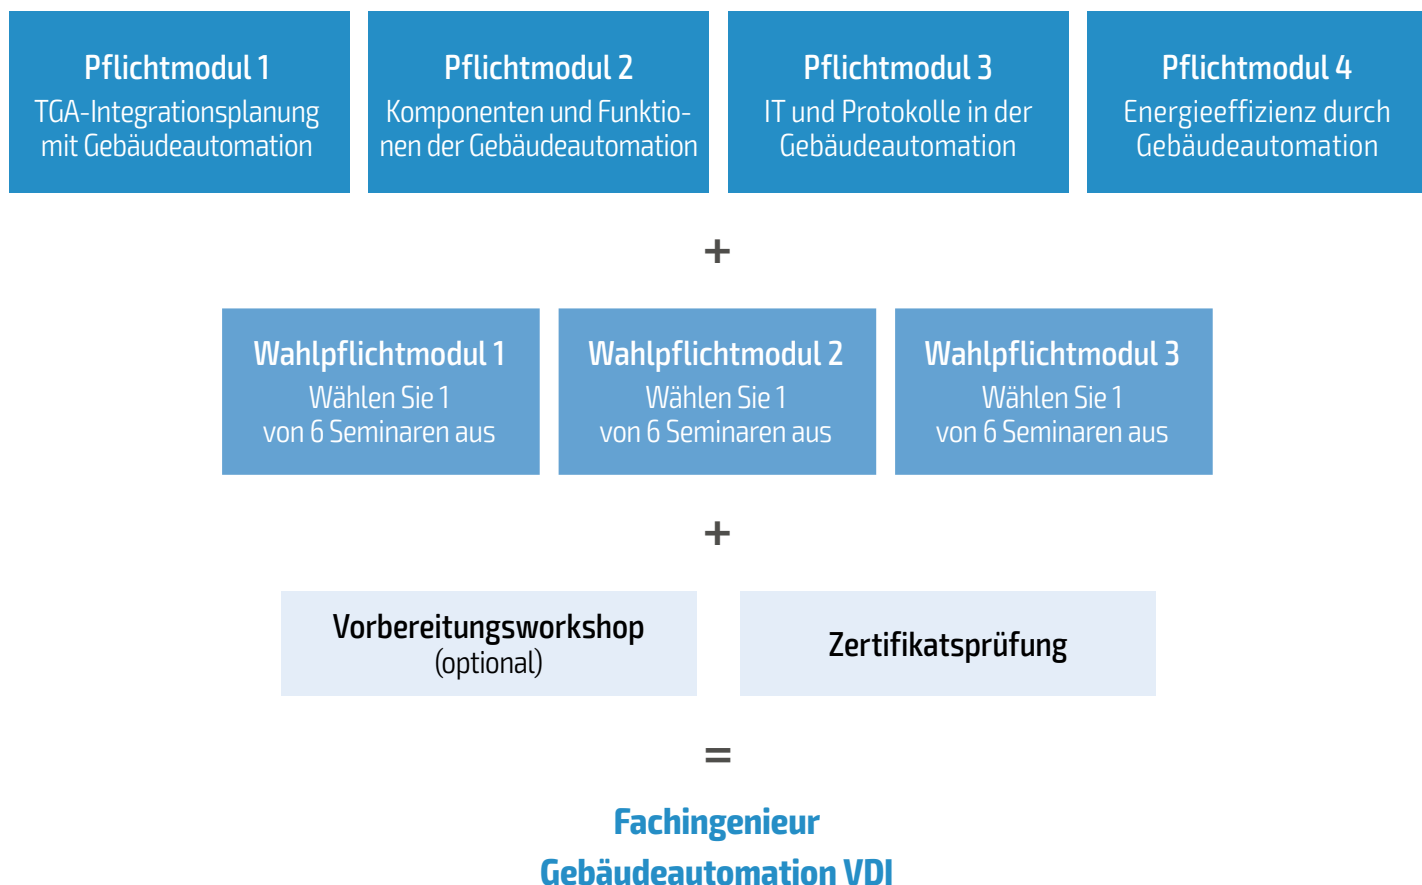 Pflichtmodul 1
TGA-Integrationsplanung
mit Gebäudeautomation
Pflichtmodul 2
Komponenten und Funktio-
nen der Gebäudeautomation
Pflichtmodul 3
IT und Protokolle in der
Gebäudeautomation
Pflichtmodul 4
Energieeffizienz durch
Gebäudeautomation
+
Wahlpflichtmodul 1
Wählen Sie 1
von 6 Seminaren aus
Wahlpflichtmodul 2
Wählen Sie 1
von 6 Seminaren aus
Wahlpflichtmodul 3
Wählen Sie 1
von 6 Seminaren aus
+
Vorbereitungsworkshop
(optional)
Zertifikatsprüfung
=
Fachingenieur
Gebäudeautomation VDI